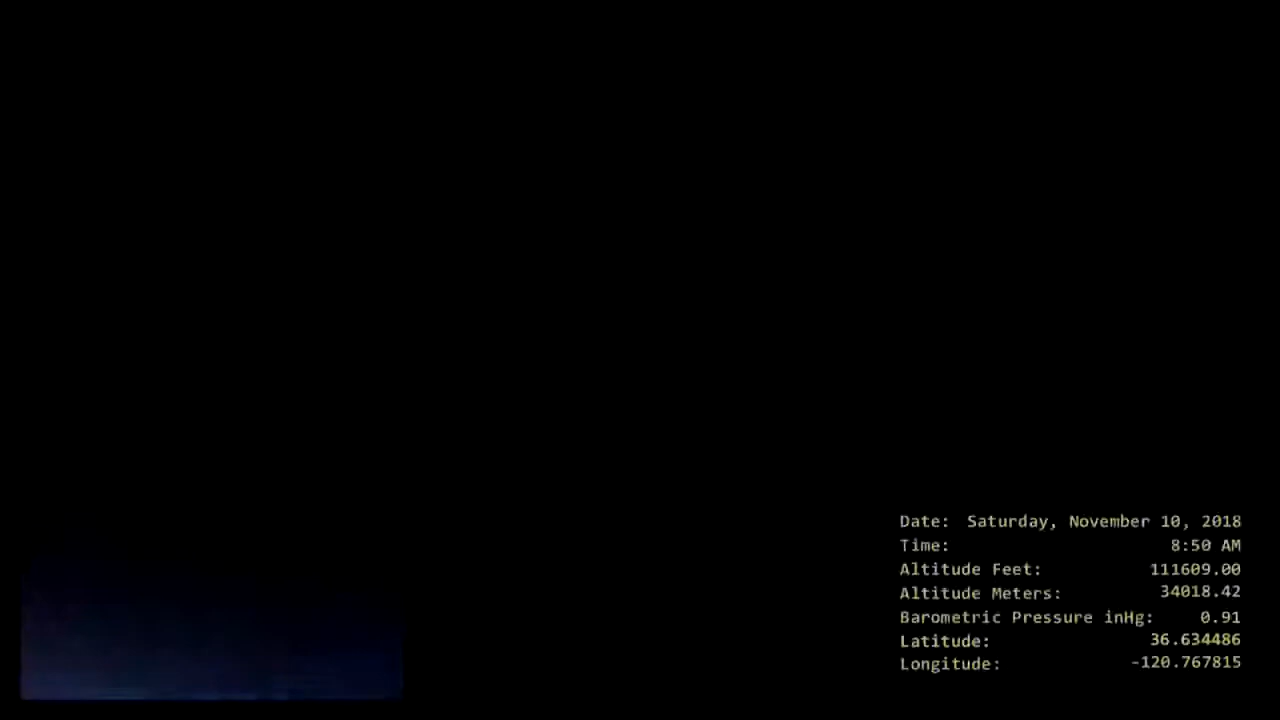 Date: Saturday, November 10, 2018
Time: 8:50 AM
Altitude Feet: 111609.00
Altitude Meters: 34018.42
Barometric Pressure inHg: 0.91
Latitude: 36.634486
Longitude: -120.767815